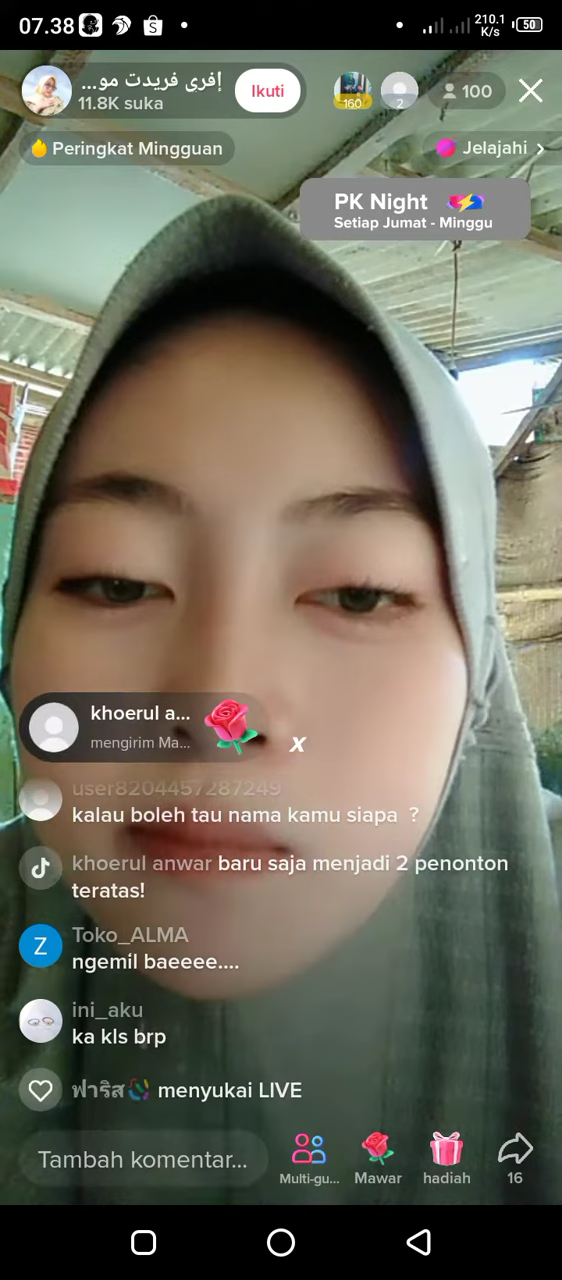 07.38
210.1
K/s
50
إفرى فريدت مو...
11.8K suka
Ikuti
160
2
100
Peringkat Mingguan
Jelajahi
PK Night
Setiap Jumat - Minggu
khoerul a...
mengirim Ma...
x
user8204457287249
kalau boleh tau nama kamu siapa ?
khoerul anwar baru saja menjadi 2 penonton
teratas!
Z
Toko_ALMA
ngemil baeeee....
ini_aku
ka kls brp
ฟาริส menyukai LIVE
Tambah komentar...
Multi-gu...
Mawar
hadiah
16